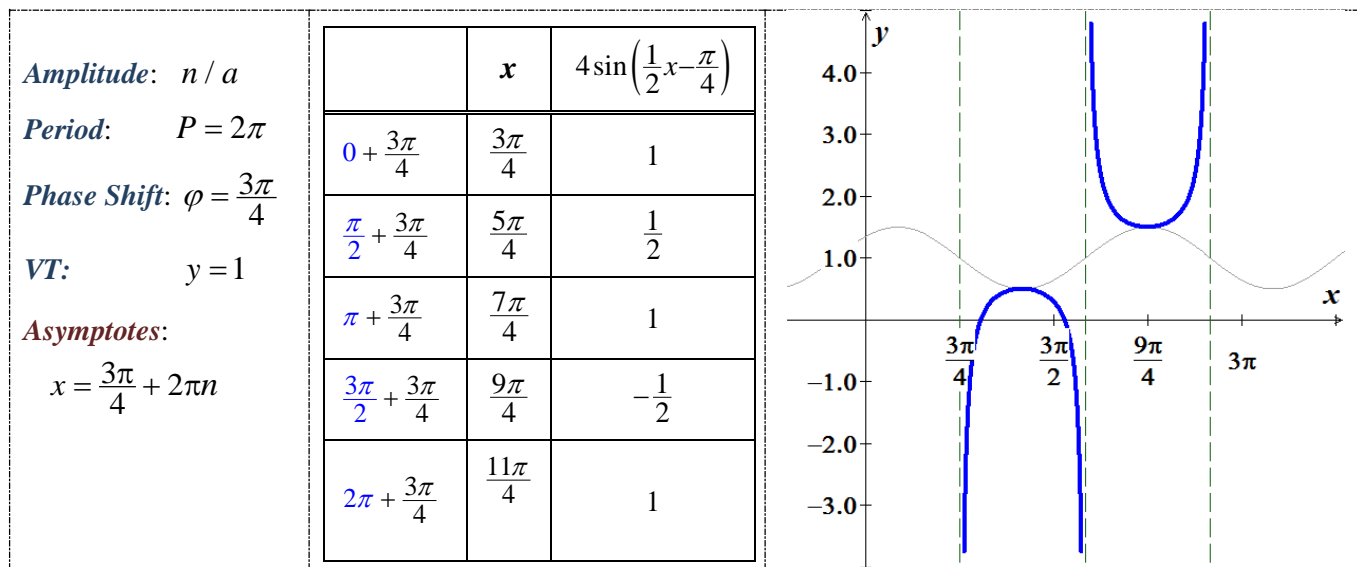 Amplitude: n / a
Period: P = 2π
Phase Shift: φ = 3π/4
VT: y = 1
Asymptotes:
x = 3π/4 + 2πn
x 4 sin(1/2 x − π/4)
0 + 3π/4 3π/4 1
π/2 + 3π/4 5π/4 1/2
π + 3π/4 7π/4 1
3π/2 + 3π/4 9π/4 −1/2
2π + 3π/4 11π/4 1
y
4.0
3.0
2.0
1.0
x
3π/4 3π/2 9π/4 3π
−1.0
−2.0
−3.0